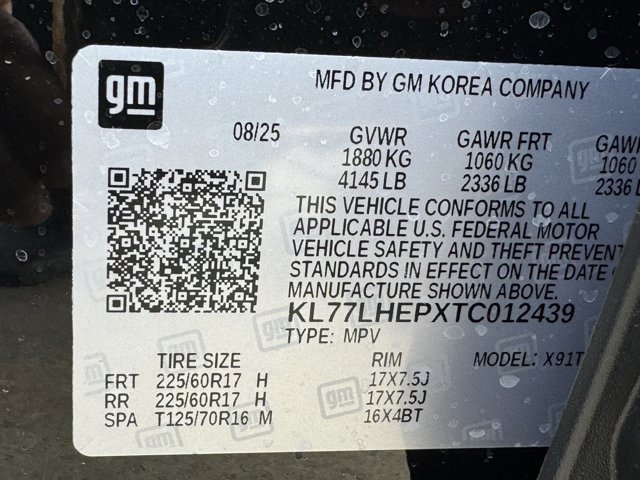 gm
MFD BY GM KOREA COMPANY
08/25 GVWR GAWR FRT GAWR
1880 KG 1060 KG 1060
4145 LB 2336 LB 2336
THIS VEHICLE CONFORMS TO ALL
APPLICABLE U.S. FEDERAL MOTOR
VEHICLE SAFETY AND THEFT PREVENT
STANDARDS IN EFFECT ON THE DATE
MANUFACTURE SHOWN ABOVE.
KL77LHEPXTC012439
TYPE: MPV
TIRE SIZE RIM MODEL: X91T
FRT 225/60R17 H 17X7.5J
RR 225/60R17 H 17X7.5J
SPA T125/70R16 M 16X4BT